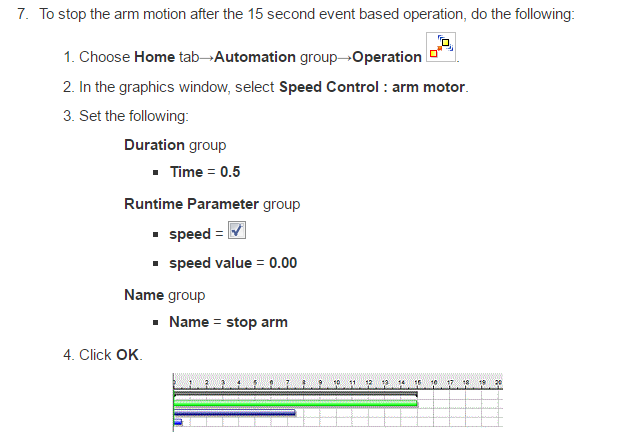 7. To stop the arm motion after the 15 second event based operation, do the following:
1. Choose Home tab→Automation group→Operation .
2. In the graphics window, select Speed Control : arm motor.
3. Set the following:
Duration group
▪ Time = 0.5
Runtime Parameter group
▪ speed = ☑
▪ speed value = 0.00
Name group
▪ Name = stop arm
4. Click OK.
1 2 3 4 5 6 7 8 9 10 11 12 13 14 15 16 17 18 19 20